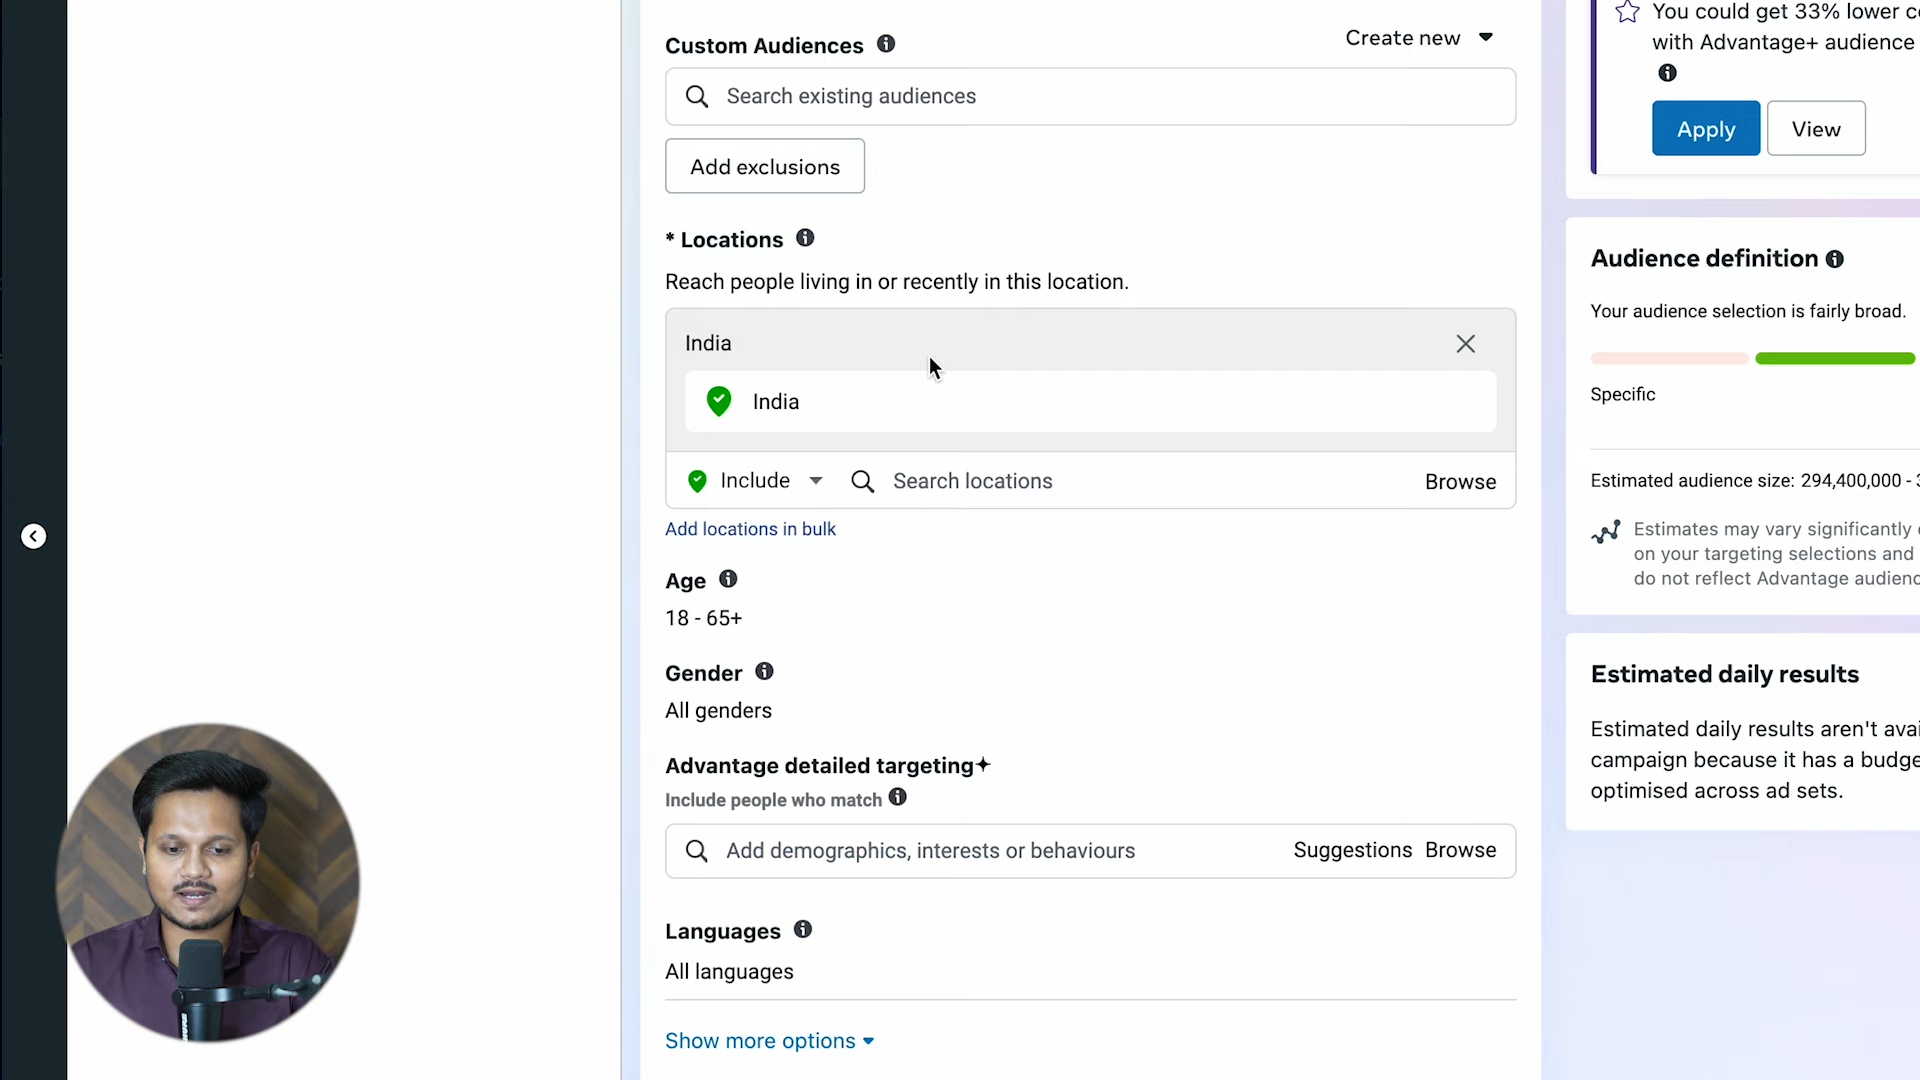 Custom Audiences
Create new
Search existing audiences
Add exclusions
* Locations
Reach people living in or recently in this location.
India
India
Include
Search locations
Browse
Add locations in bulk
Age
18 - 65+
Gender
All genders
Advantage detailed targeting+
Include people who match
Add demographics, interests or behaviours
Suggestions Browse
Languages
All languages
Show more options
You could get 33% lower
with Advantage+ audience
Apply
View
Audience definition
Your audience selection is fairly broad.
Specific
Estimated audience size: 294,400,000 -
Estimates may vary significantly
on your targeting selections and
do not reflect Advantage
Estimated daily results
Estimated daily results aren't
campaign because it has a
optimised across ad sets.